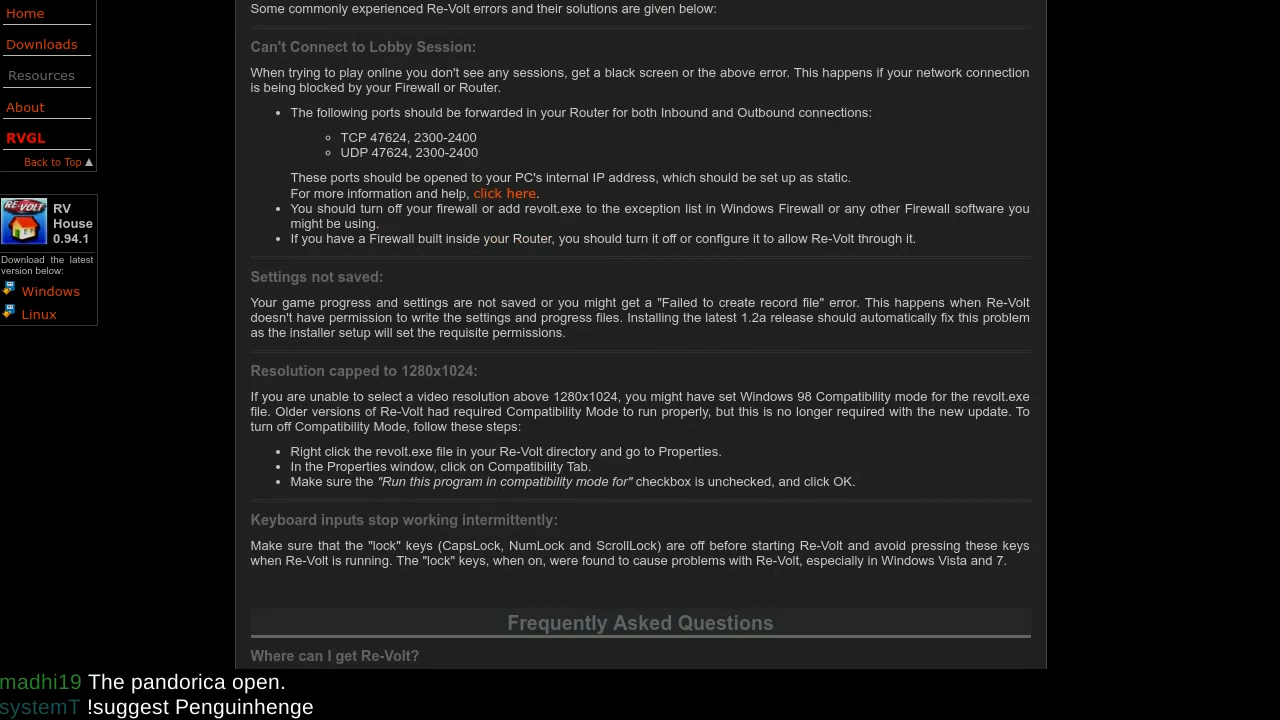 Home
Downloads
Resources
About
RVGL
Back to Top ▲
RE-VOLT
RV
House
0.94.1
Download the latest
version below:
Windows
Linux
Some commonly experienced Re-Volt errors and their solutions are given below:
Can't Connect to Lobby Session:
When trying to play online you don't see any sessions, get a black screen or the above error. This happens if your network connection
is being blocked by your Firewall or Router.
• The following ports should be forwarded in your Router for both Inbound and Outbound connections:
◦ TCP 47624, 2300-2400
◦ UDP 47624, 2300-2400
These ports should be opened to your PC's internal IP address, which should be set up as static.
For more information and help, click here.
• You should turn off your firewall or add revolt.exe to the exception list in Windows Firewall or any other Firewall software you
might be using.
• If you have a Firewall built inside your Router, you should turn it off or configure it to allow Re-Volt through it.
Settings not saved:
Your game progress and settings are not saved or you might get a "Failed to create record file" error. This happens when Re-Volt
doesn't have permission to write the settings and progress files. Installing the latest 1.2a release should automatically fix this problem
as the installer setup will set the requisite permissions.
Resolution capped to 1280x1024:
If you are unable to select a video resolution above 1280x1024, you might have set Windows 98 Compatibility mode for the revolt.exe
file. Older versions of Re-Volt had required Compatibility Mode to run properly, but this is no longer required with the new update. To
turn off Compatibility Mode, follow these steps:
• Right click the revolt.exe file in your Re-Volt directory and go to Properties.
• In the Properties window, click on Compatibility Tab.
• Make sure the "Run this program in compatibility mode for" checkbox is unchecked, and click OK.
Keyboard inputs stop working intermittently:
Make sure that the "lock" keys (CapsLock, NumLock and ScrollLock) are off before starting Re-Volt and avoid pressing these keys
when Re-Volt is running. The "lock" keys, when on, were found to cause problems with Re-Volt, especially in Windows Vista and 7.
Frequently Asked Questions
Where can I get Re-Volt?
madhi19 The pandorica open.
systemT !suggest Penguinhenge